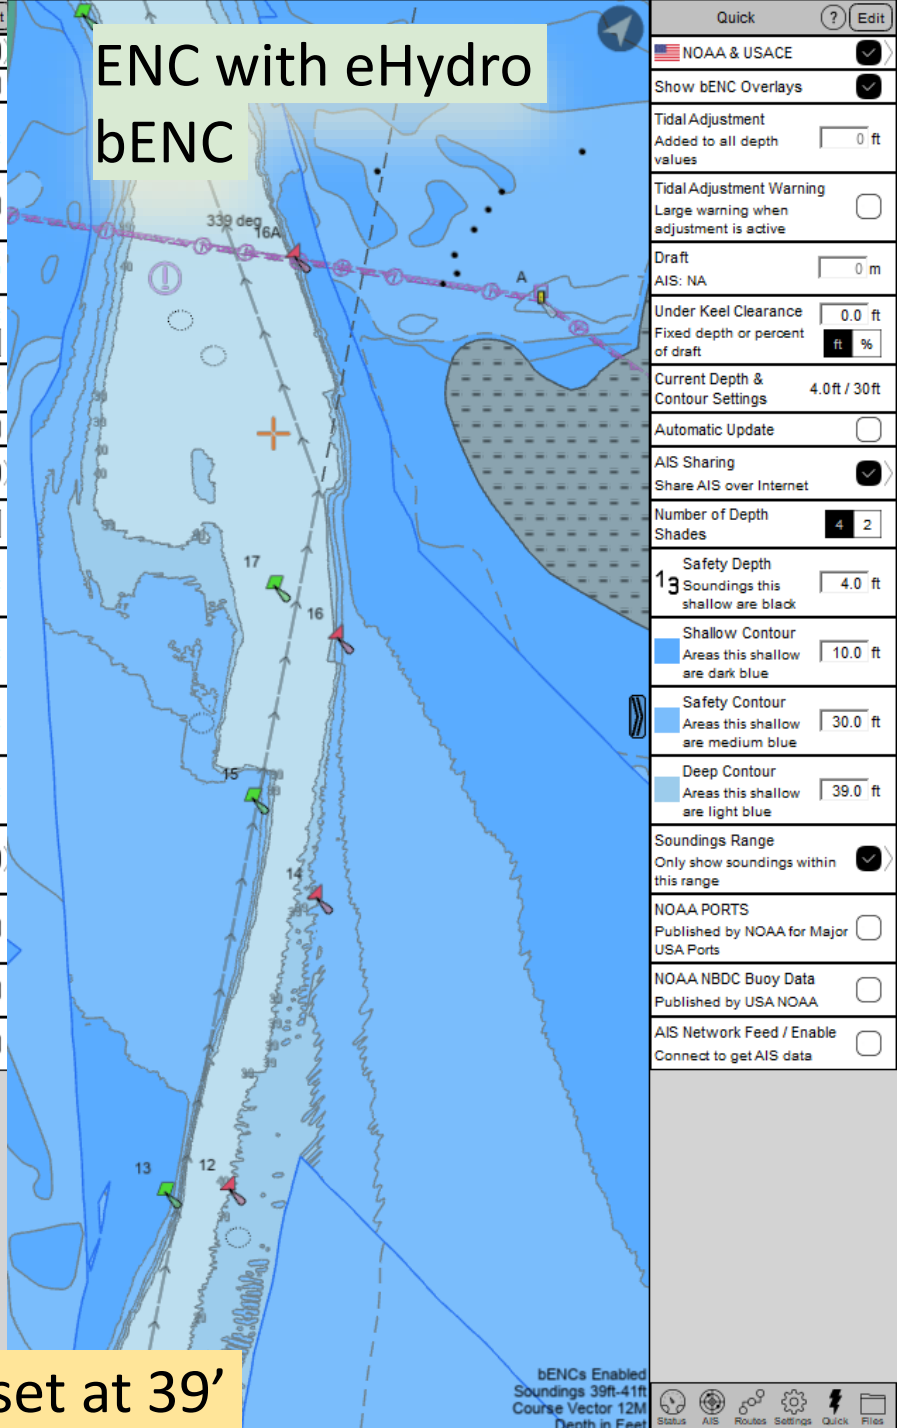 ENC with eHydro
bENC
339 deg
16A
A
17
16
15
14
13
12
set at 39’
bENCs Enabled
Soundings 39ft-41ft
Course Vector 12M
Depth in Feet
Quick
?
Edit
NOAA & USACE
Show bENC Overlays
Tidal Adjustment
Added to all depth
values
0 ft
Tidal Adjustment Warning
Large warning when
adjustment is active
Draft
AIS: NA
0 m
Under Keel Clearance
Fixed depth or percent
of draft
0.0 ft
ft %
Current Depth &
Contour Settings
4.0ft / 30ft
Automatic Update
AIS Sharing
Share AIS over Internet
Number of Depth
Shades
4 2
13
Safety Depth
Soundings this
shallow are black
4.0 ft
Shallow Contour
Areas this shallow
are dark blue
10.0 ft
Safety Contour
Areas this shallow
are medium blue
30.0 ft
Deep Contour
Areas this shallow
are light blue
39.0 ft
Soundings Range
Only show soundings within
this range
NOAA PORTS
Published by NOAA for Major
USA Ports
NOAA NBDC Buoy Data
Published by USA NOAA
AIS Network Feed / Enable
Connect to get AIS data
Status AIS Routes Settings Quick Files